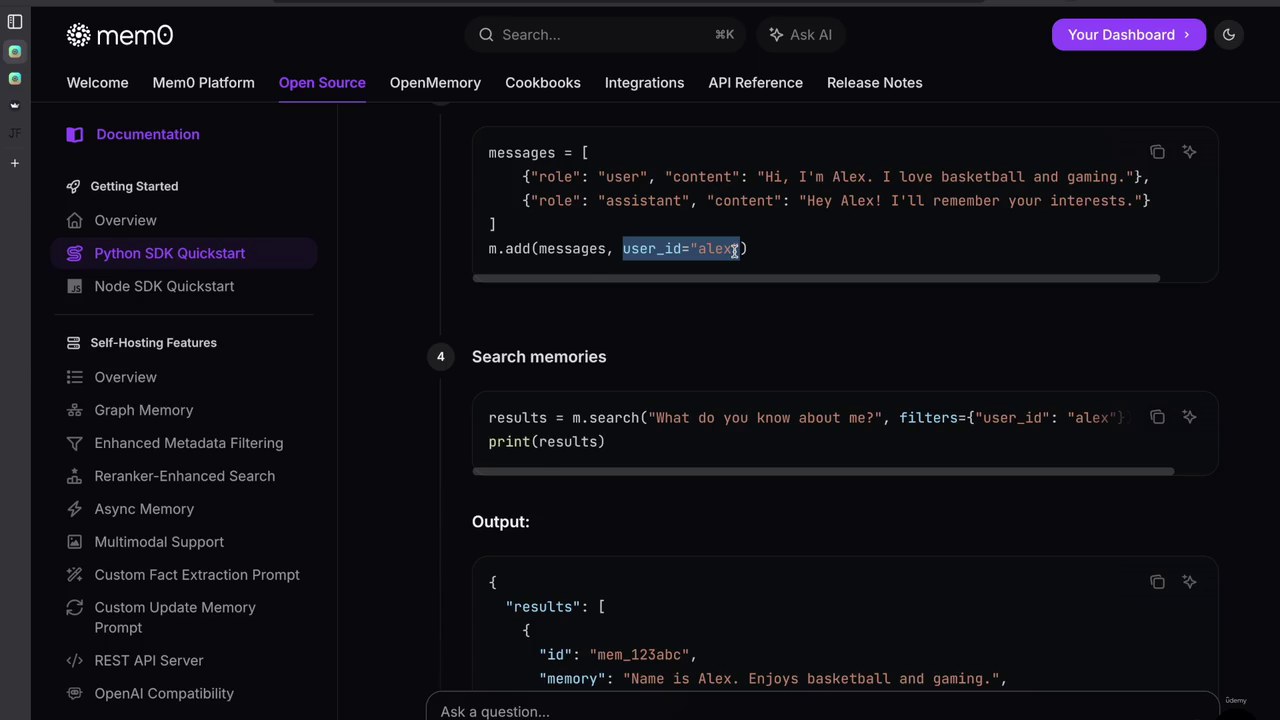 mem0
Search...
⌘K
Ask AI
Your Dashboard
Welcome
Mem0 Platform
Open Source
OpenMemory
Cookbooks
Integrations
API Reference
Release Notes
JF
Documentation
Getting Started
Overview
Python SDK Quickstart
JS
Node SDK Quickstart
Self-Hosting Features
Overview
Graph Memory
Enhanced Metadata Filtering
Reranker-Enhanced Search
Async Memory
Multimodal Support
Custom Fact Extraction Prompt
Custom Update Memory
Prompt
REST API Server
OpenAI Compatibility
messages = [
{"role": "user", "content": "Hi, I'm Alex. I love basketball and gaming."},
{"role": "assistant", "content": "Hey Alex! I'll remember your interests."}
]
m.add(messages, user_id="alex")
4
Search memories
results = m.search("What do you know about me?", filters={"user_id": "alex"})
print(results)
Output:
{
"results": [
{
"id": "mem_123abc",
"memory": "Name is Alex. Enjoys basketball and gaming.",
Ask a question...
ûdemy